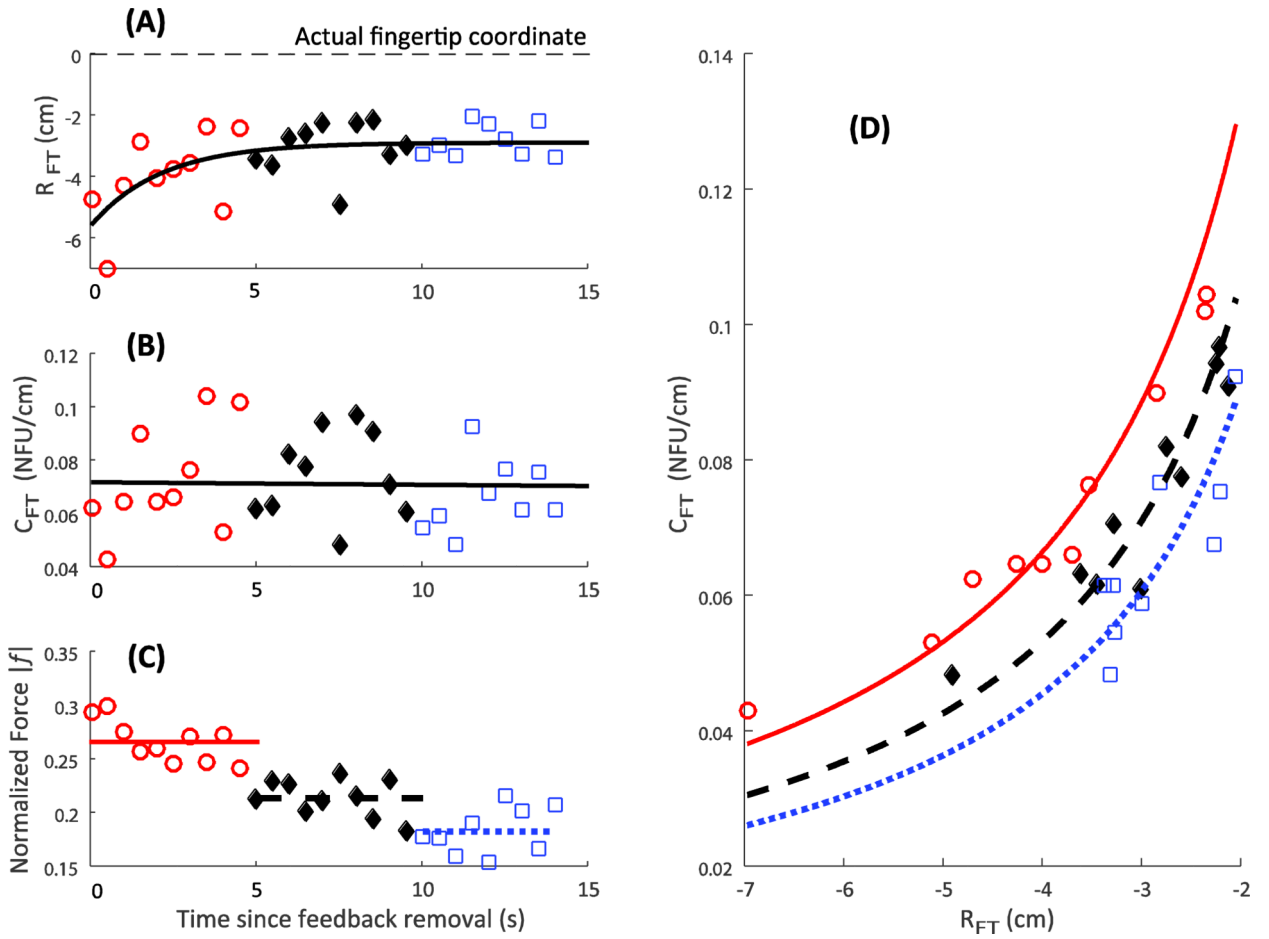 (A)
Actual fingertip coordinate
0
-2
-4
-6
R FT (cm)
0 5 10 15
(B)
0.12
0.1
0.08
0.06
0.04
C FT (NFU/cm)
0 5 10 15
(C)
0.35
0.3
0.25
0.2
0.15
Normalized Force |f|
0 5 10 15
Time since feedback removal (s)
(D)
0.14
0.12
0.1
0.08
0.06
0.04
0.02
C FT (NFU/cm)
-7 -6 -5 -4 -3 -2
R FT (cm)